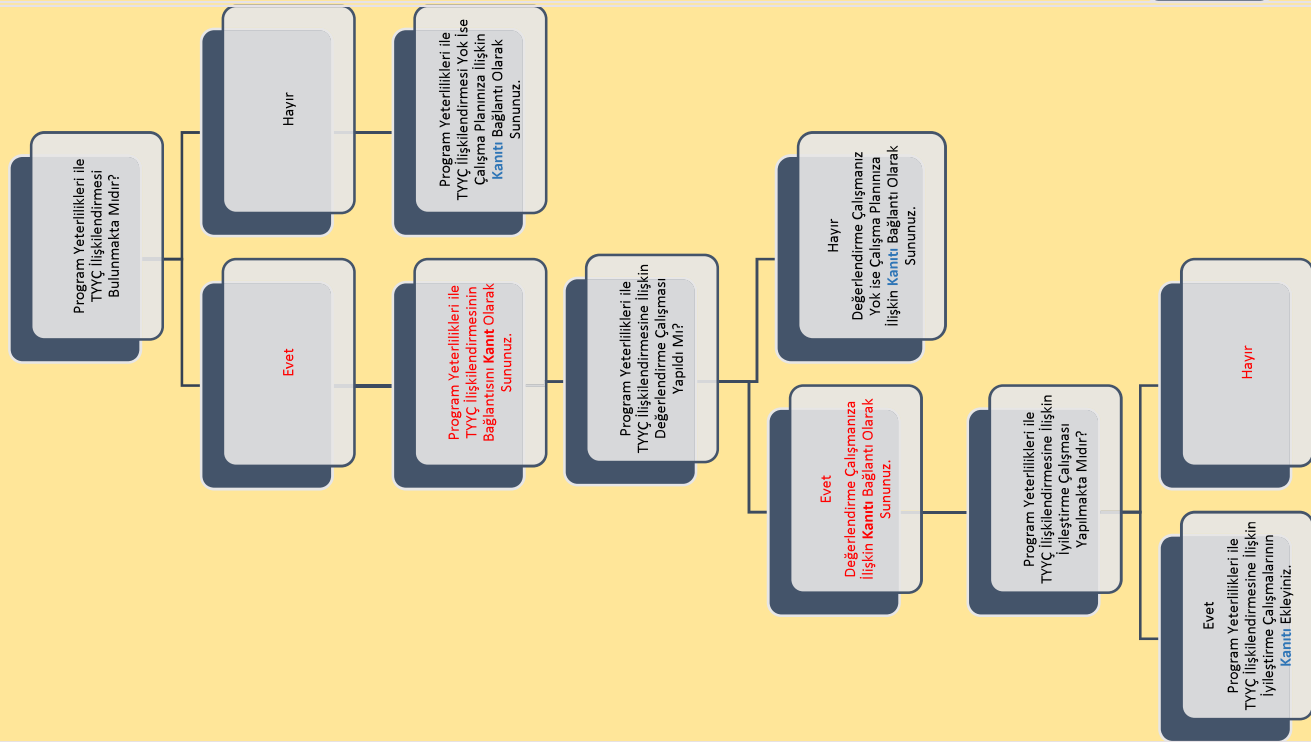 Program Yeterlilikleri ile
TYYÇ İlişkilendirmesi
Bulunmakta Mıdır?
Evet
Program Yeterlilikleri ile
TYYÇ İlişkilendirmesinin
Bağlantısını Kanıt Olarak
Sununuz.
Program Yeterlilikleri ile
TYYÇ İlişkilendirmesine İlişkin
Değerlendirme Çalışması
Yapıldı Mı?
Evet
Değerlendirme Çalışmanıza
İlişkin Kanıtı Bağlantı Olarak
Sununuz.
Program Yeterlilikleri ile
TYYÇ İlişkilendirmesine İlişkin
İyileştirme Çalışması
Yapılmakta Mıdır?
Evet
Program Yeterlilikleri ile
TYYÇ İlişkilendirmesine İlişkin
İyileştirme Çalışmalarının
Kanıtı Ekleyiniz.
Hayır
Hayır
Değerlendirme Çalışmanız
Yok ise Çalışma Planınıza
İlişkin Kanıtı Bağlantı Olarak
Sununuz.
Hayır
Program Yeterlilikleri ile
TYYÇ İlişkilendirmesi Yok İse
Çalışma Planınıza İlişkin
Kanıtı Bağlantı Olarak
Sununuz.